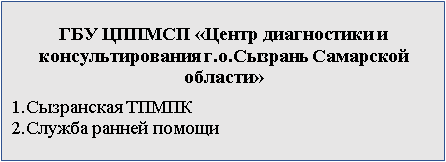 ГБУ ЦППМСП «Центр диагностики и
консультирования г.о.Сызрань Самарской
области»
1.Сызранская ТПМПК
2.Служба ранней помощи